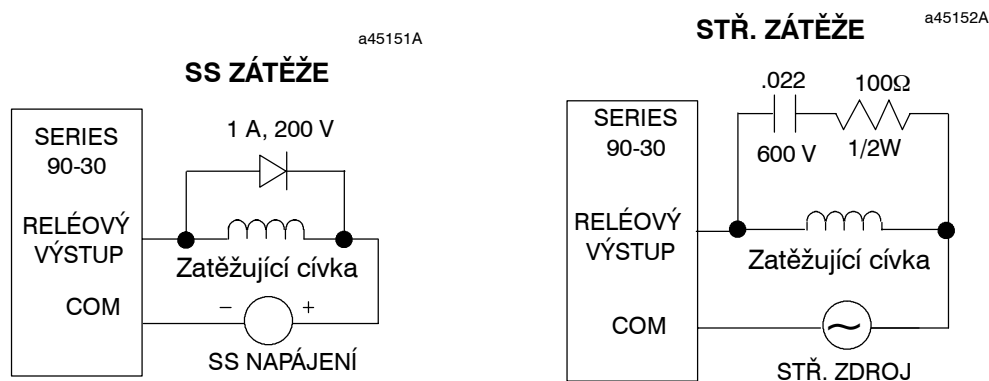 a45151A
SS ZÁTĚŽE
SERIES
90-30
1 A, 200 V
RELÉOVÝ
VÝSTUP
Zatěžující cívka
COM
− +
SS NAPÁJENÍ
a45152A
STŘ. ZÁTĚŽE
SERIES
90-30
.022 100Ω
600 V 1/2W
RELÉOVÝ
VÝSTUP
Zatěžující cívka
COM
~
STŘ. ZDROJ